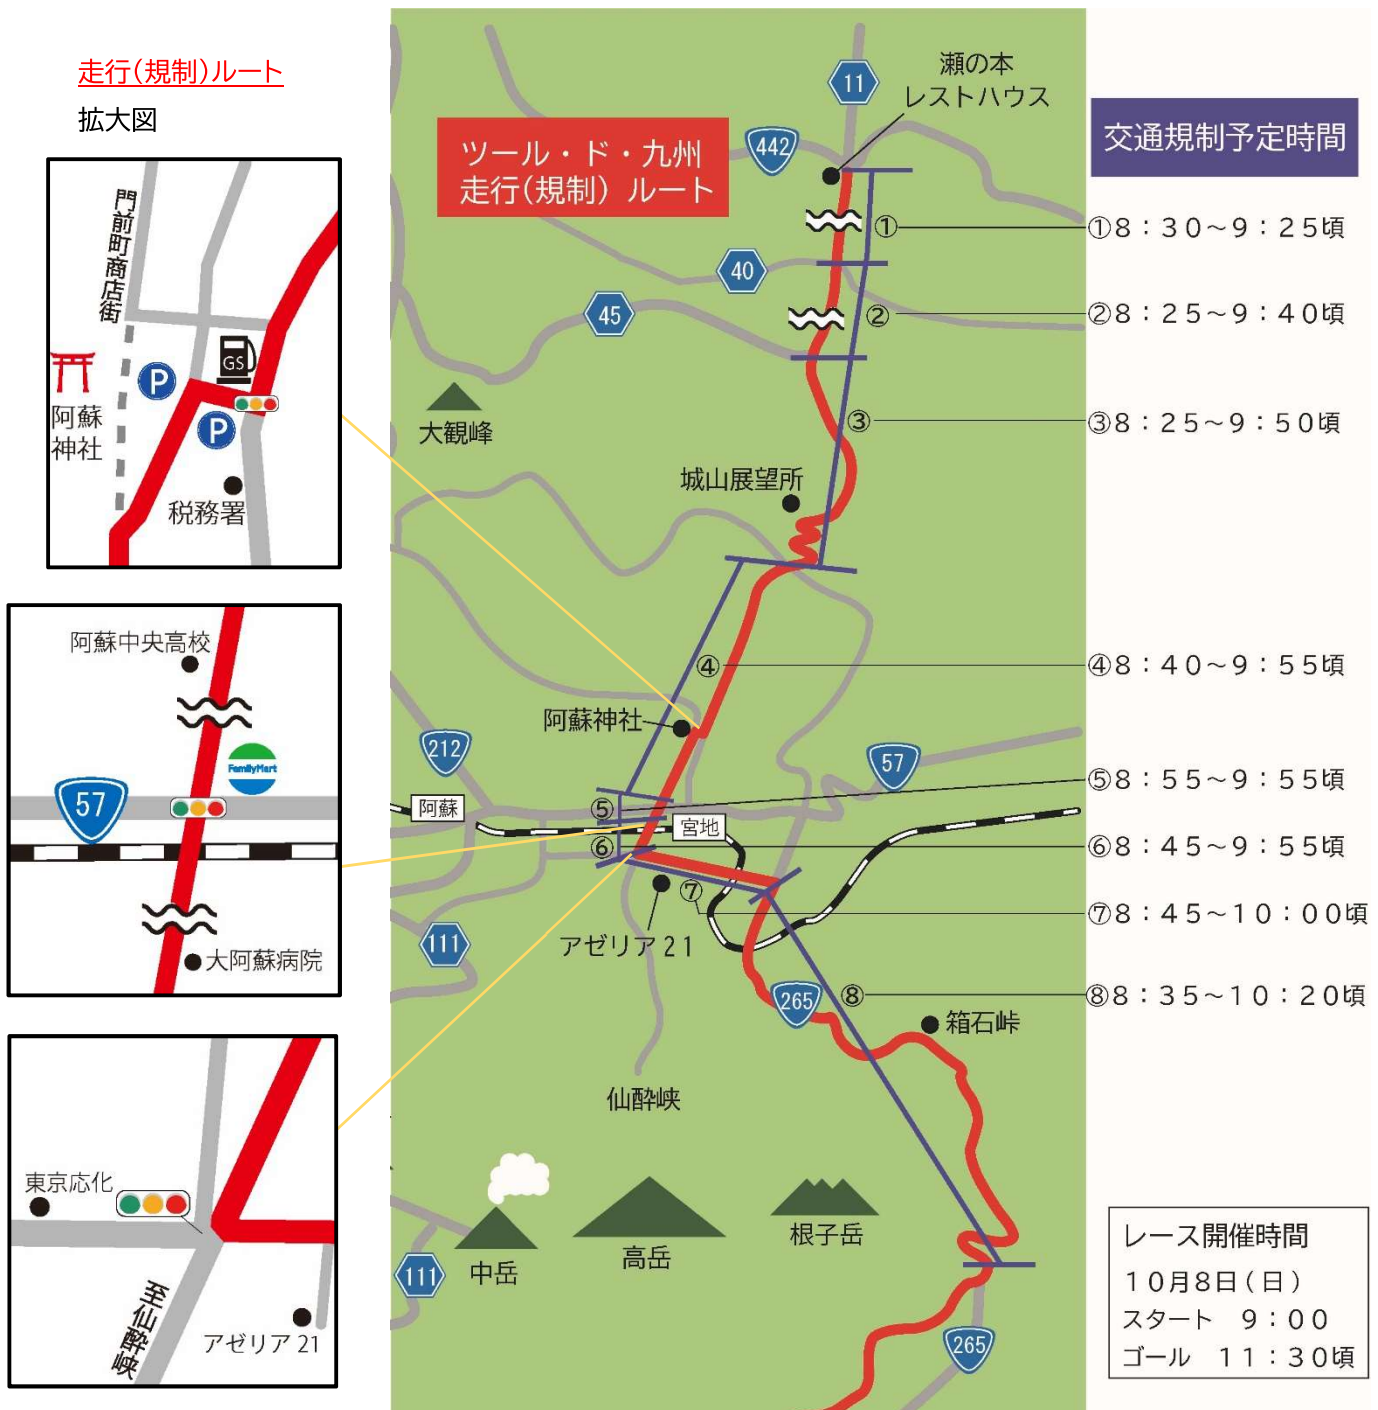 走行(規制)ルート
拡大図
門前町商店街
GS
P
P
阿蘇
神社
税務署
阿蘇中央高校
FamilyMart
57
大阿蘇病院
東京応化
至仙酔峡
アゼリア21
ツール・ド・九州
走行(規制) ルート
11
瀬の本
レストハウス
442
①
40
45
②
大観峰
③
城山展望所
④
阿蘇神社
212
57
阿蘇
⑤
宮地
⑥
⑦
アゼリア21
111
265
⑧
箱石峠
仙酔峡
中岳
高岳
根子岳
111
265
交通規制予定時間
①8：30～9：25頃
②8：25～9：40頃
③8：25～9：50頃
④8：40～9：55頃
⑤8：55～9：55頃
⑥8：45～9：55頃
⑦8：45～10：00頃
⑧8：35～10：20頃
レース開催時間
10月8日(日)
スタート　9：00
ゴール　11：30頃